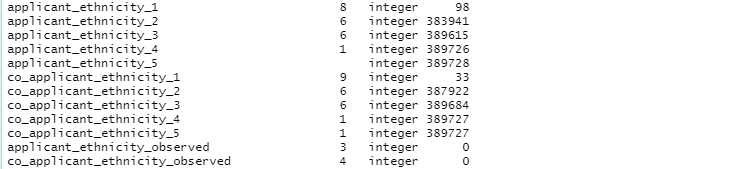 applicant_ethnicity_1 8 integer 98
applicant_ethnicity_2 6 integer 383941
applicant_ethnicity_3 6 integer 389615
applicant_ethnicity_4 1 integer 389726
applicant_ethnicity_5 integer 389728
co_applicant_ethnicity_1 9 integer 33
co_applicant_ethnicity_2 6 integer 387922
co_applicant_ethnicity_3 6 integer 389684
co_applicant_ethnicity_4 1 integer 389727
co_applicant_ethnicity_5 1 integer 389727
applicant_ethnicity_observed 3 integer 0
co_applicant_ethnicity_observed 4 integer 0